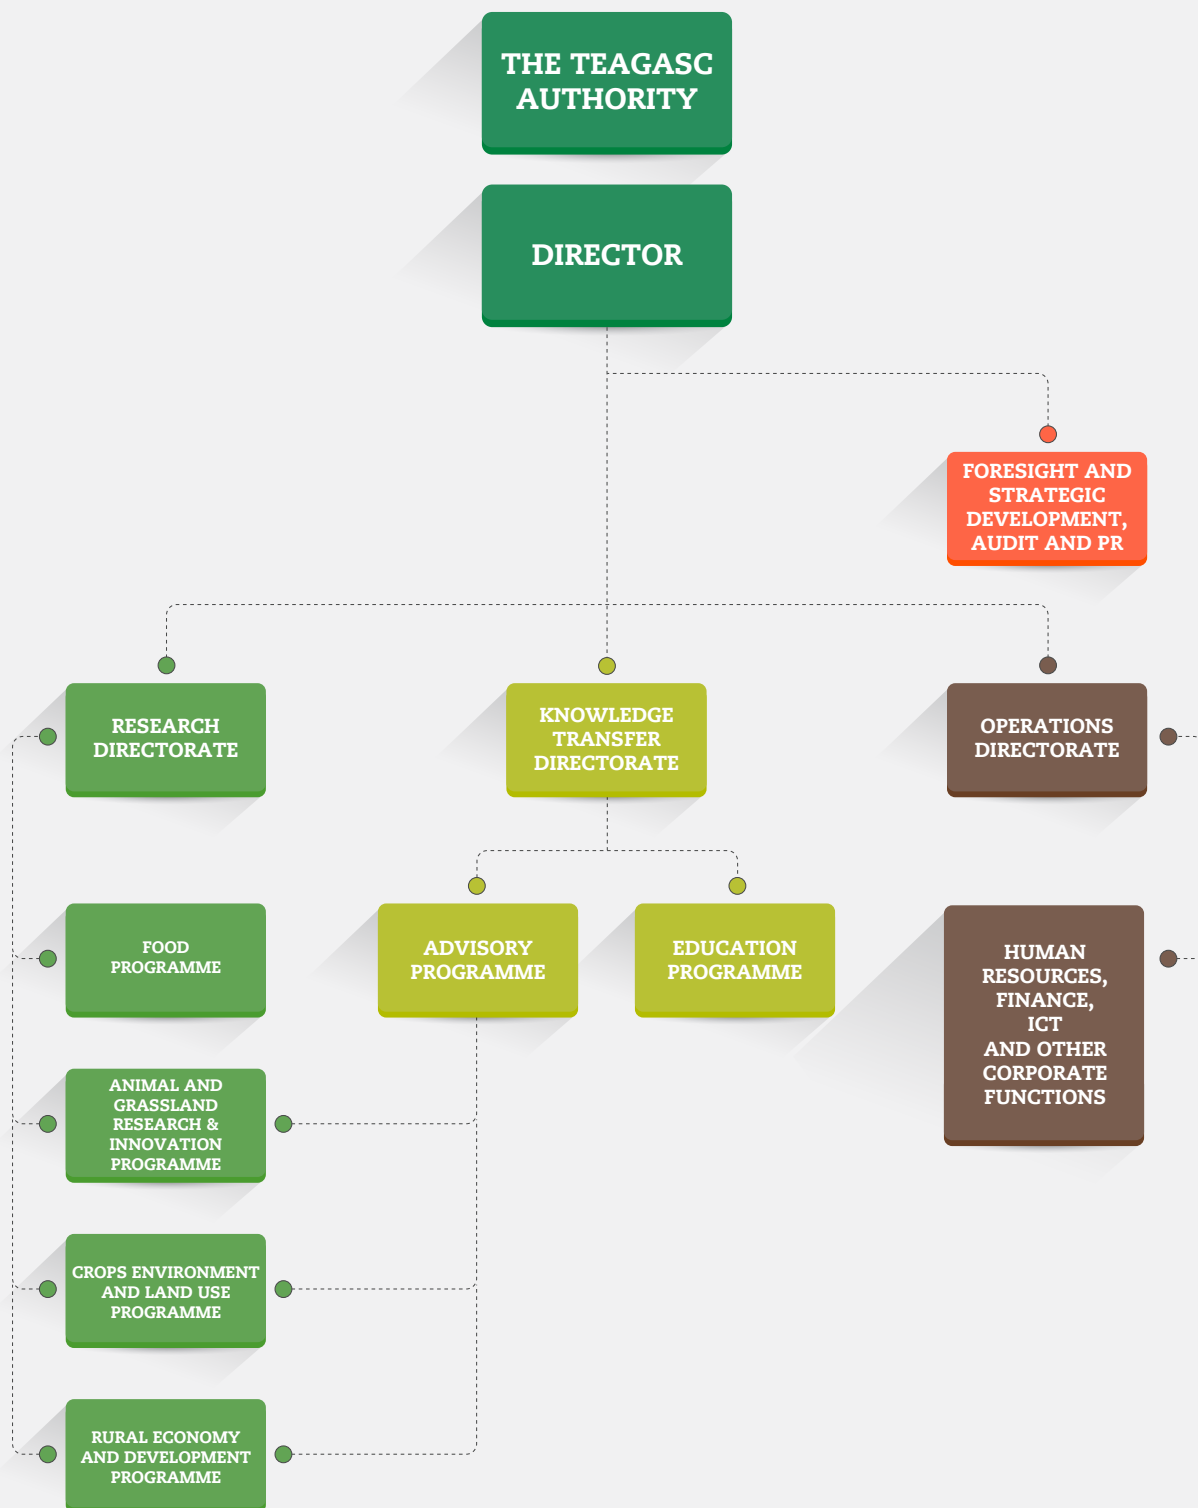 THE TEAGASC
AUTHORITY
DIRECTOR
FORESIGHT AND
STRATEGIC
DEVELOPMENT,
AUDIT AND PR
RESEARCH
DIRECTORATE
KNOWLEDGE
TRANSFER
DIRECTORATE
OPERATIONS
DIRECTORATE
FOOD
PROGRAMME
ADVISORY
PROGRAMME
EDUCATION
PROGRAMME
HUMAN
RESOURCES,
FINANCE,
ICT
AND OTHER
CORPORATE
FUNCTIONS
ANIMAL AND
GRASSLAND
RESEARCH &
INNOVATION
PROGRAMME
CROPS ENVIRONMENT
AND LAND USE
PROGRAMME
RURAL ECONOMY
AND DEVELOPMENT
PROGRAMME